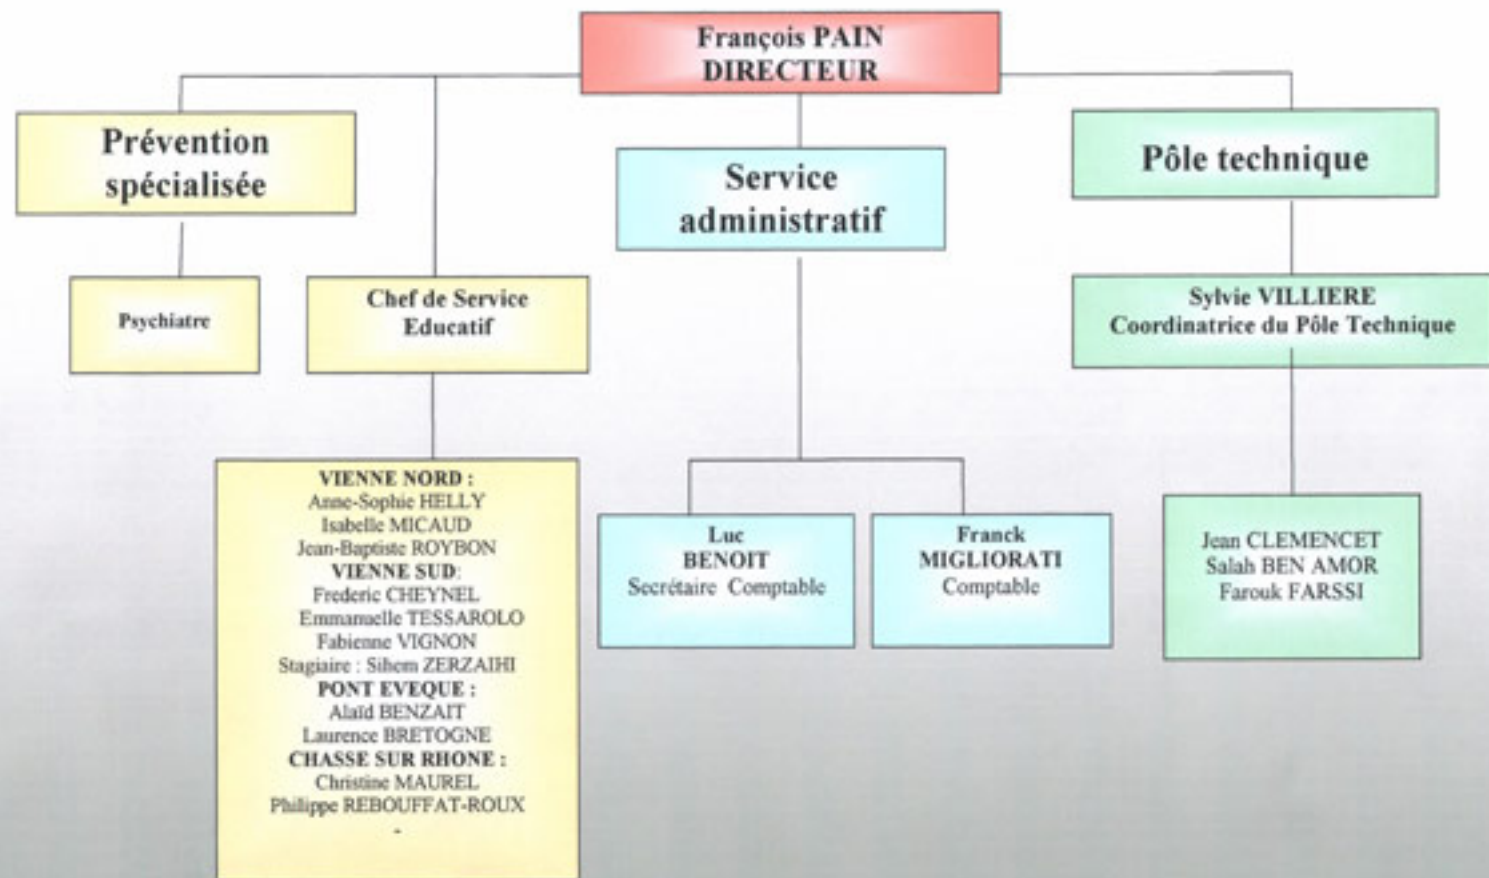 François PAIN
DIRECTEUR
Prévention
spécialisée
Service
administratif
Pôle technique
Psychiatre
Chef de Service
Educatif
Sylvie VILLIERE
Coordinatrice du Pôle Technique
VIENNE NORD :
Anne-Sophie HELLY
Isabelle MICAUD
Jean-Baptiste ROYBON
VIENNE SUD:
Frederic CHEYNEL
Emmanuelle TESSAROLO
Fabienne VIGNON
Stagiaire : Sihem ZERZAIHI
PONT EVEQUE :
Alaïd BENZAIT
Laurence BRETOGNE
CHASSE SUR RHONE :
Christine MAUREL
Philippe REBOUFFAT-ROUX
-
Luc
BENOIT
Secrétaire Comptable
Franck
MIGLIORATI
Comptable
Jean CLEMENCET
Salah BEN AMOR
Farouk FARSSI